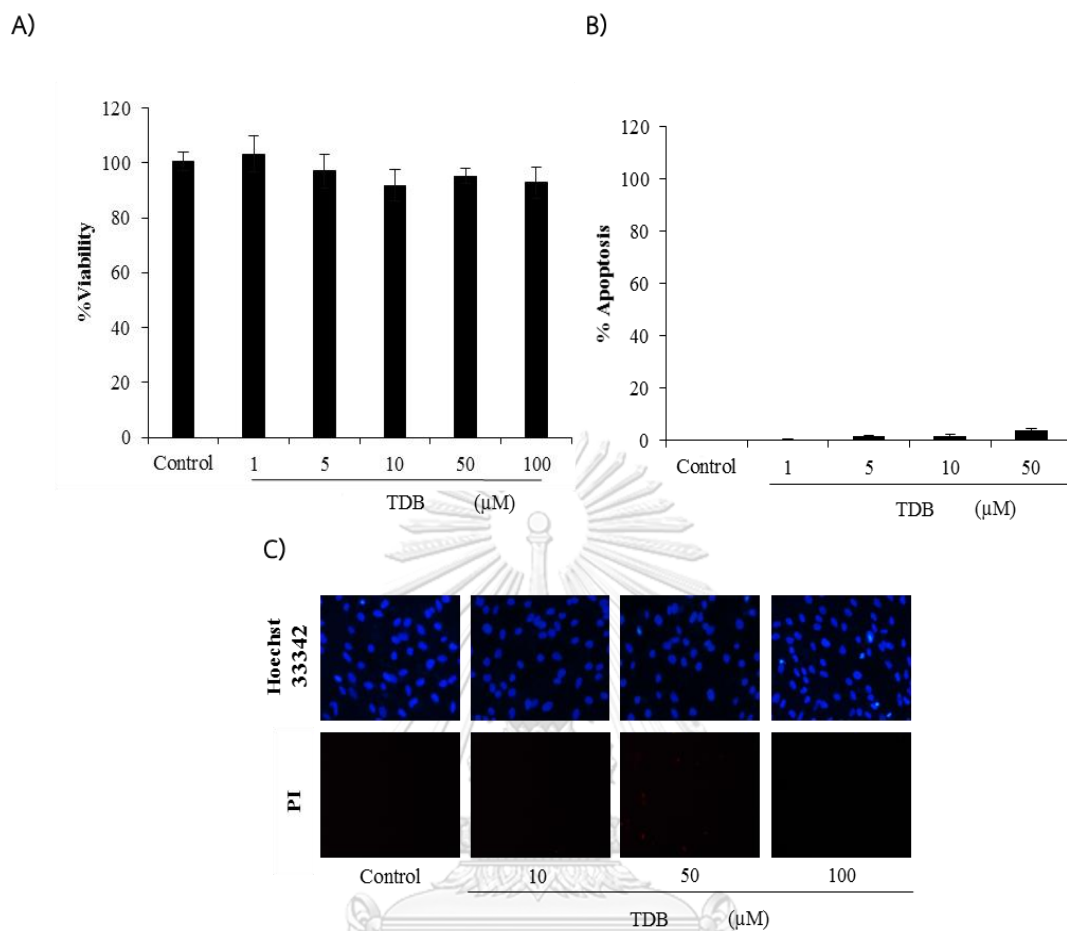 A)
120
100
80
60
40
20
0
%Viability
Control 1 5 10 50 100
TDB (µM)
B)
120
100
80
60
40
20
0
% Apoptosis
Control 1 5 10 50
TDB (µM)
C)
Hoechst
33342
PI
Control 10 50 100
TDB (µM)